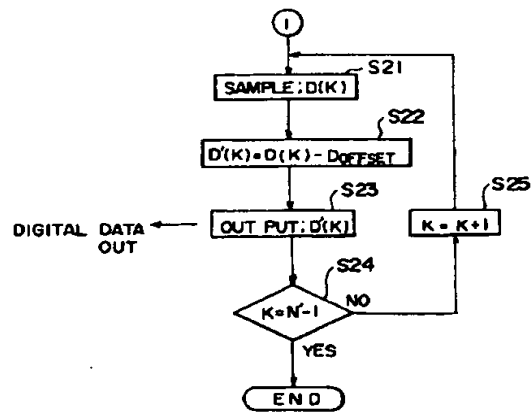 1
S21
SAMPLE; D(K)
S22
D'(K)=D(K)-DOFFSET
S23
OUT PUT; D'(K)
DIGITAL DATA
OUT
S25
K = K+1
S24
K=N'-1
NO
YES
END